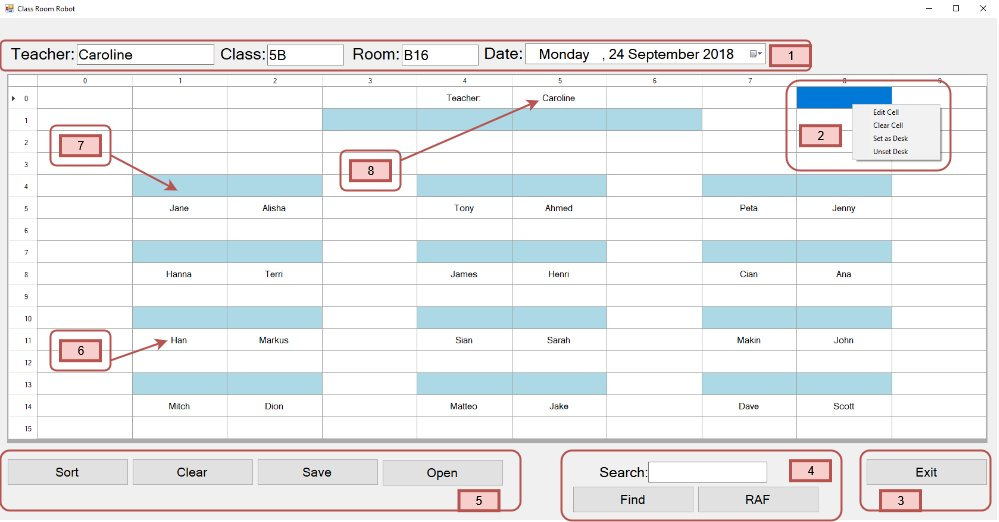 Class Room Robot
Teacher: Caroline Class: 5B Room: B16 Date: Monday , 24 September 2018 1
0 1 2 3 4 5 6 7 8 9
0 Teacher: Caroline
1 Edit Cell
Clear Cell
2 7 2 Set as Desk
Unset Desk
3 8
4
5 Jane Alisha Tony Ahmed Peta Jenny
6
7
8 Hanna Terri James Henri Cian Ana
9
10
11 6 Han Markus Sian Sarah Makin John
12
13
14 Mitch Dion Matteo Jake Dave Scott
15
Sort Clear Save Open Search: 4 Exit
5 Find RAF 3